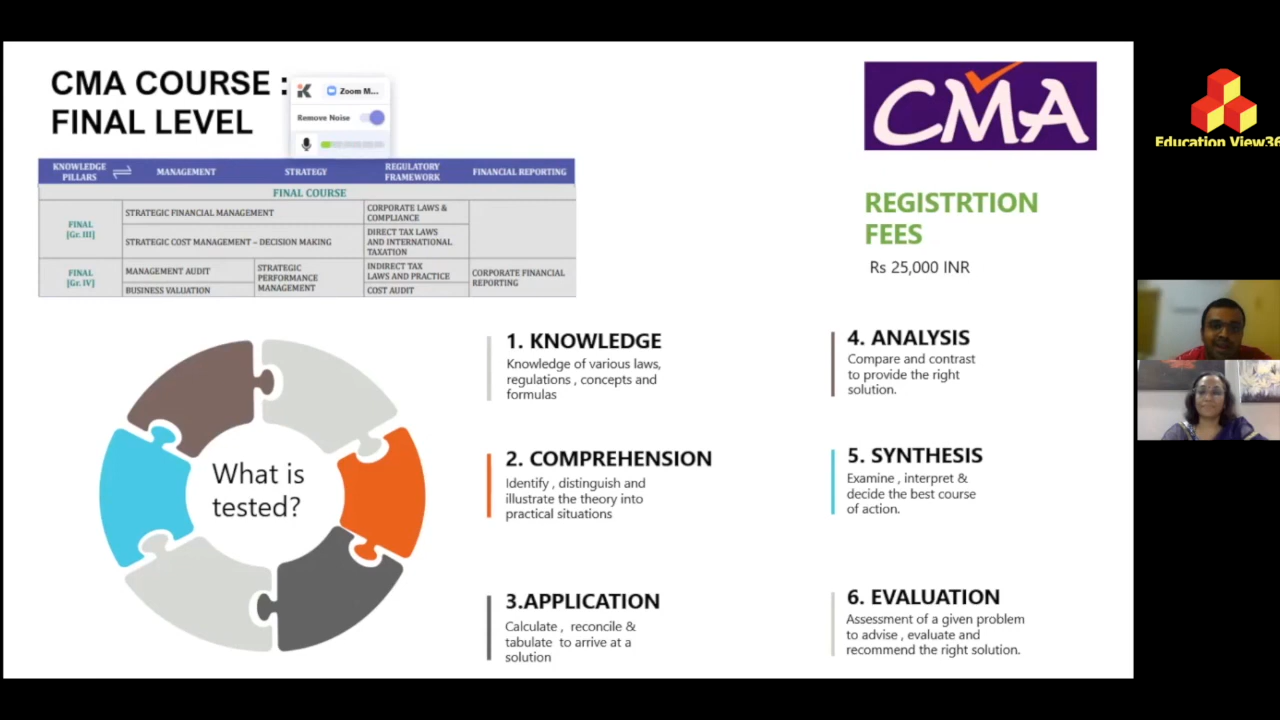 CMA COURSE :
FINAL LEVEL
Zoom M...
Remove Noise
KNOWLEDGE
PILLARS
MANAGEMENT
STRATEGY
REGULATORY
FRAMEWORK
FINANCIAL REPORTING
FINAL COURSE
FINAL
[Gr. III]
STRATEGIC FINANCIAL MANAGEMENT
CORPORATE LAWS &
COMPLIANCE
STRATEGIC COST MANAGEMENT – DECISION MAKING
DIRECT TAX LAWS
AND INTERNATIONAL
TAXATION
FINAL
[Gr. IV]
MANAGEMENT AUDIT
BUSINESS VALUATION
STRATEGIC
PERFORMANCE
MANAGEMENT
INDIRECT TAX
LAWS AND PRACTICE
COST AUDIT
CORPORATE FINANCIAL
REPORTING
CMA
REGISTRTION
FEES
Rs 25,000 INR
Education View36
What is
tested?
1. KNOWLEDGE
Knowledge of various laws,
regulations , concepts and
formulas
2. COMPREHENSION
Identify , distinguish and
illustrate the theory into
practical situations
3.APPLICATION
Calculate , reconcile &
tabulate to arrive at a
solution
4. ANALYSIS
Compare and contrast
to provide the right
solution.
5. SYNTHESIS
Examine , interpret &
decide the best course
of action.
6. EVALUATION
Assessment of a given problem
to advise , evaluate and
recommend the right solution.